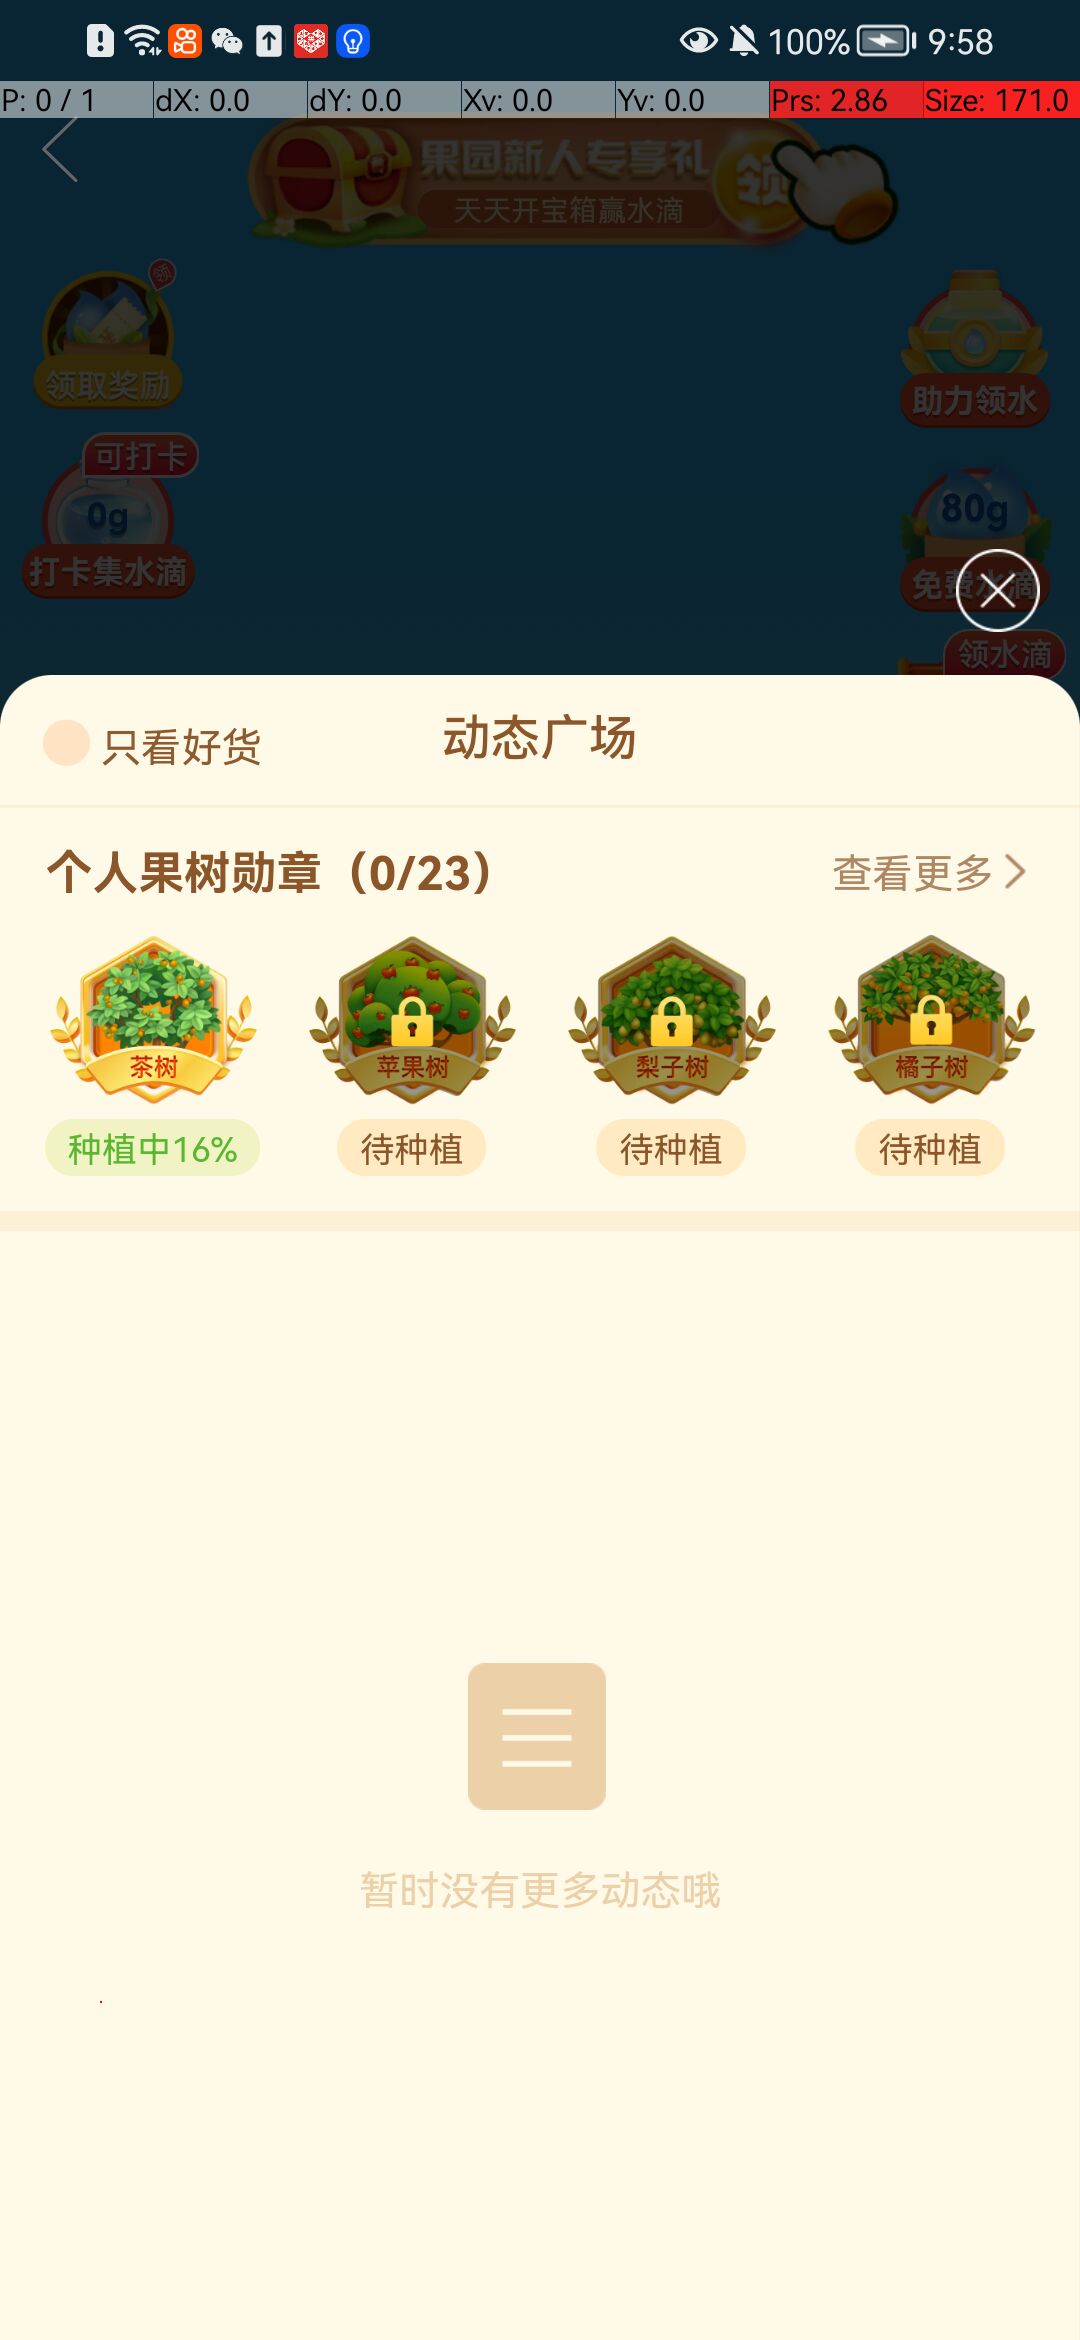 100% 9:58
P: 0 / 1 dX: 0.0 dY: 0.0 Xv: 0.0 Yv: 0.0 Prs: 2.86 Size: 171.0
果园新人专享礼
领
天天开宝箱赢水滴
领
领取奖励
助力领水
可打卡
0g
80g
打卡集水滴
免费水滴
领水滴
只看好货
动态广场
个人果树勋章（0/23）
查看更多
茶树 苹果树 梨子树 橘子树
种植中16% 待种植 待种植 待种植
暂时没有更多动态哦